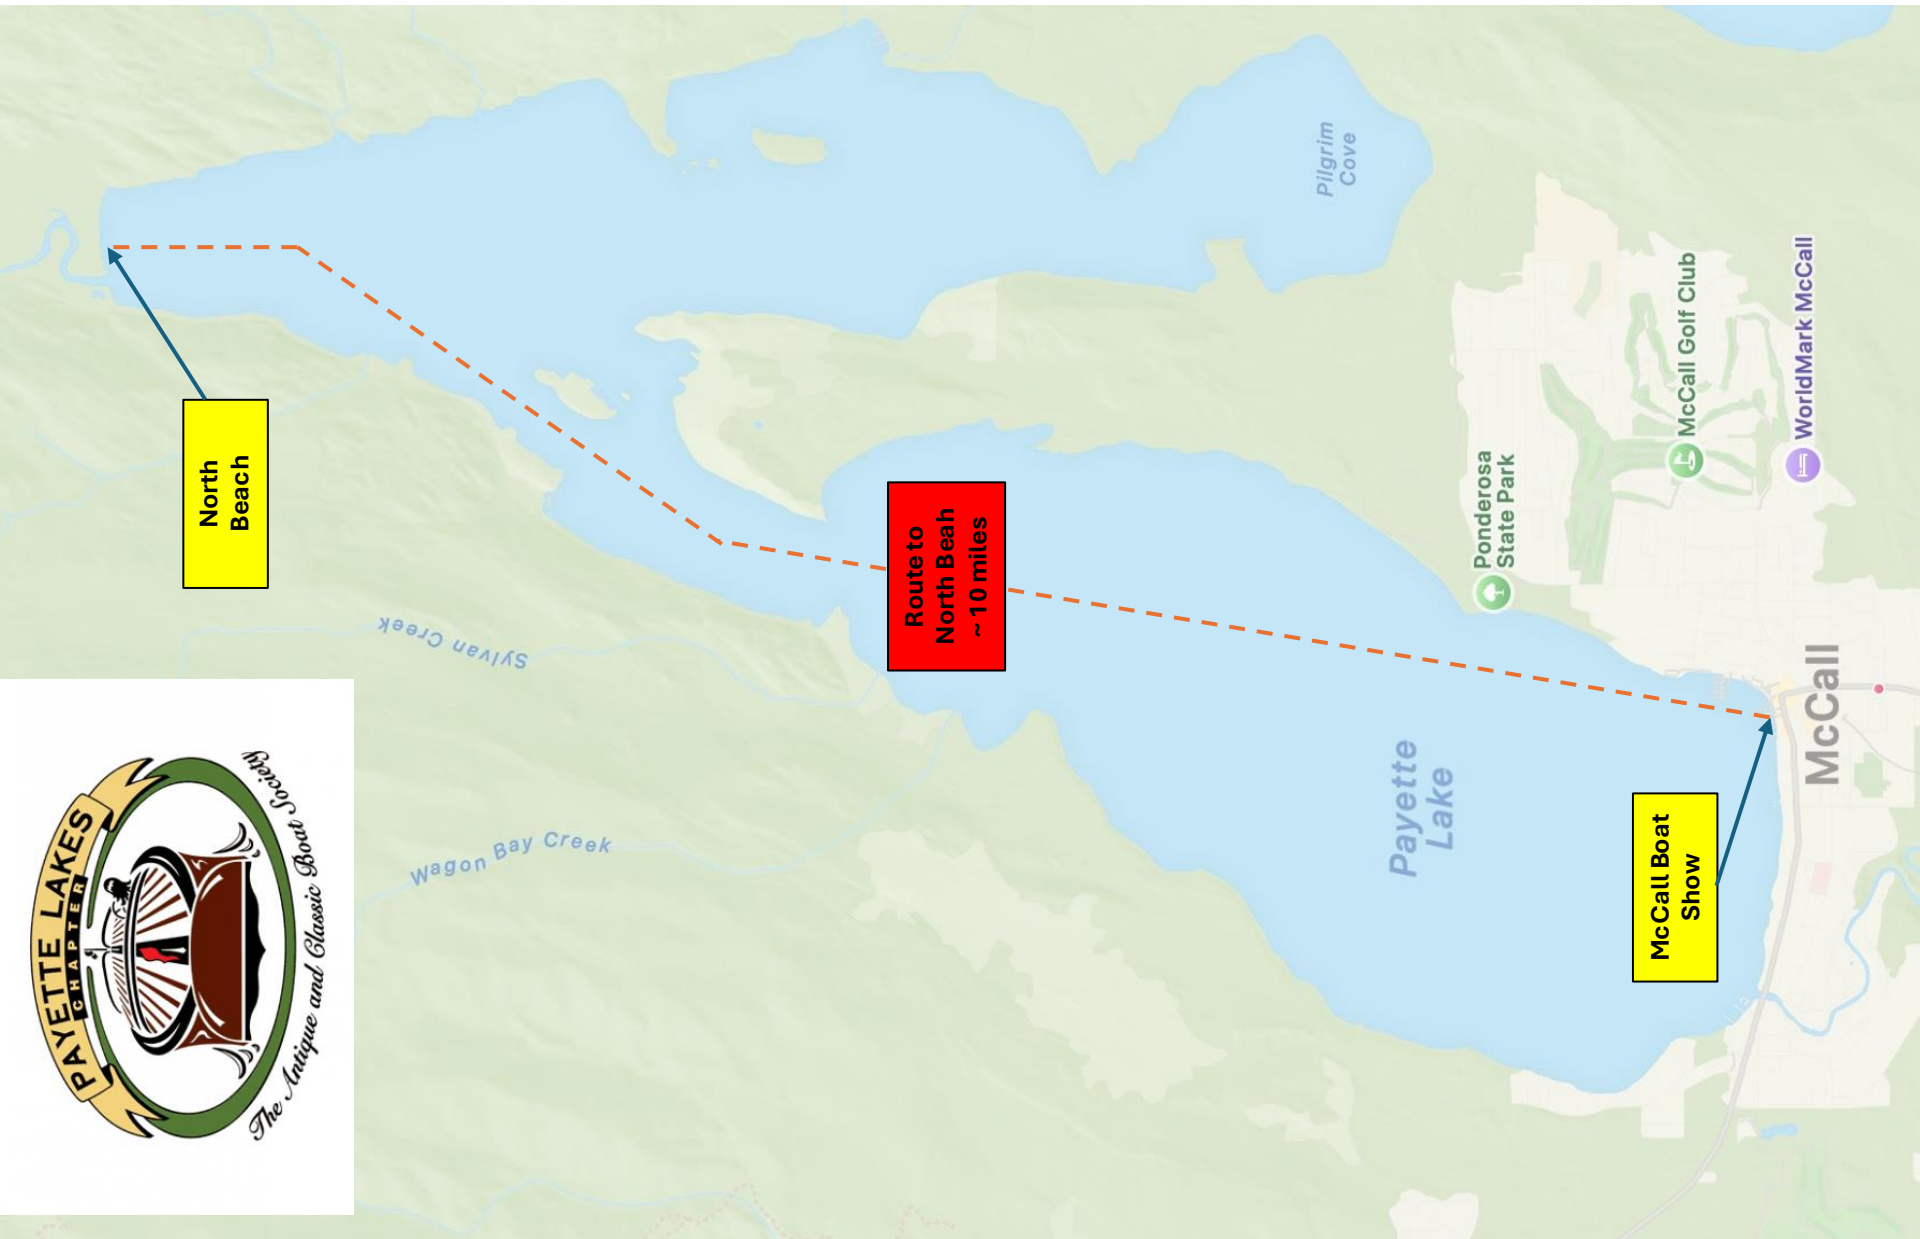 North
Beach
Route to
North Beah
~ 10 miles
McCall Boat
Show
Pilgrim
Cove
Payette
Lake
Ponderosa
State Park
McCall Golf Club
WorldMark McCall
McCall
Sylvan Creek
Wagon Bay Creek
PAYETTE LAKES
CHAPTER
The Antique and Classic Boat Society